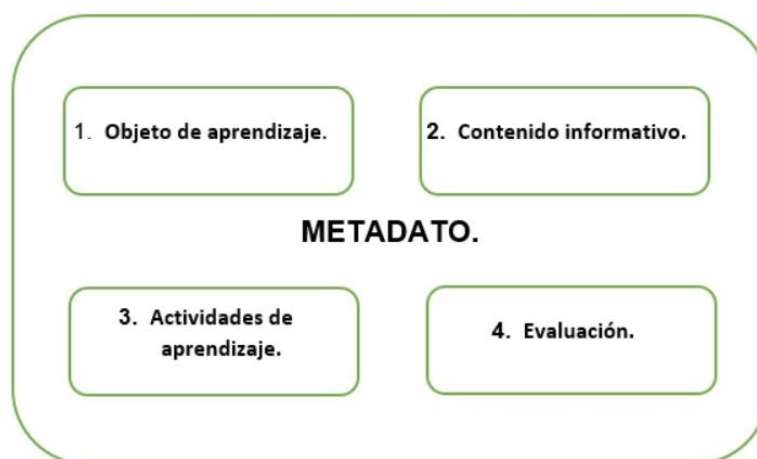 1. Objeto de aprendizaje.
2. Contenido informativo.
METADATO.
3. Actividades de
aprendizaje.
4. Evaluación.